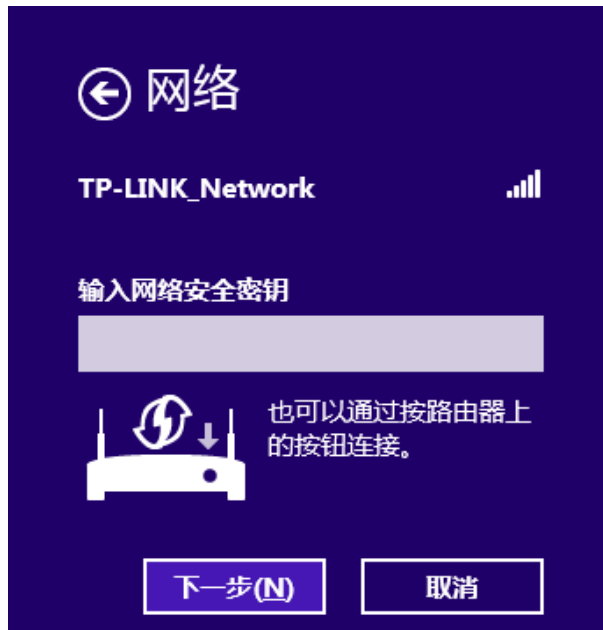 网络
TP-LINK_Network
输入网络安全密钥
也可以通过按路由器上
的按钮连接。
下一步(N)
取消